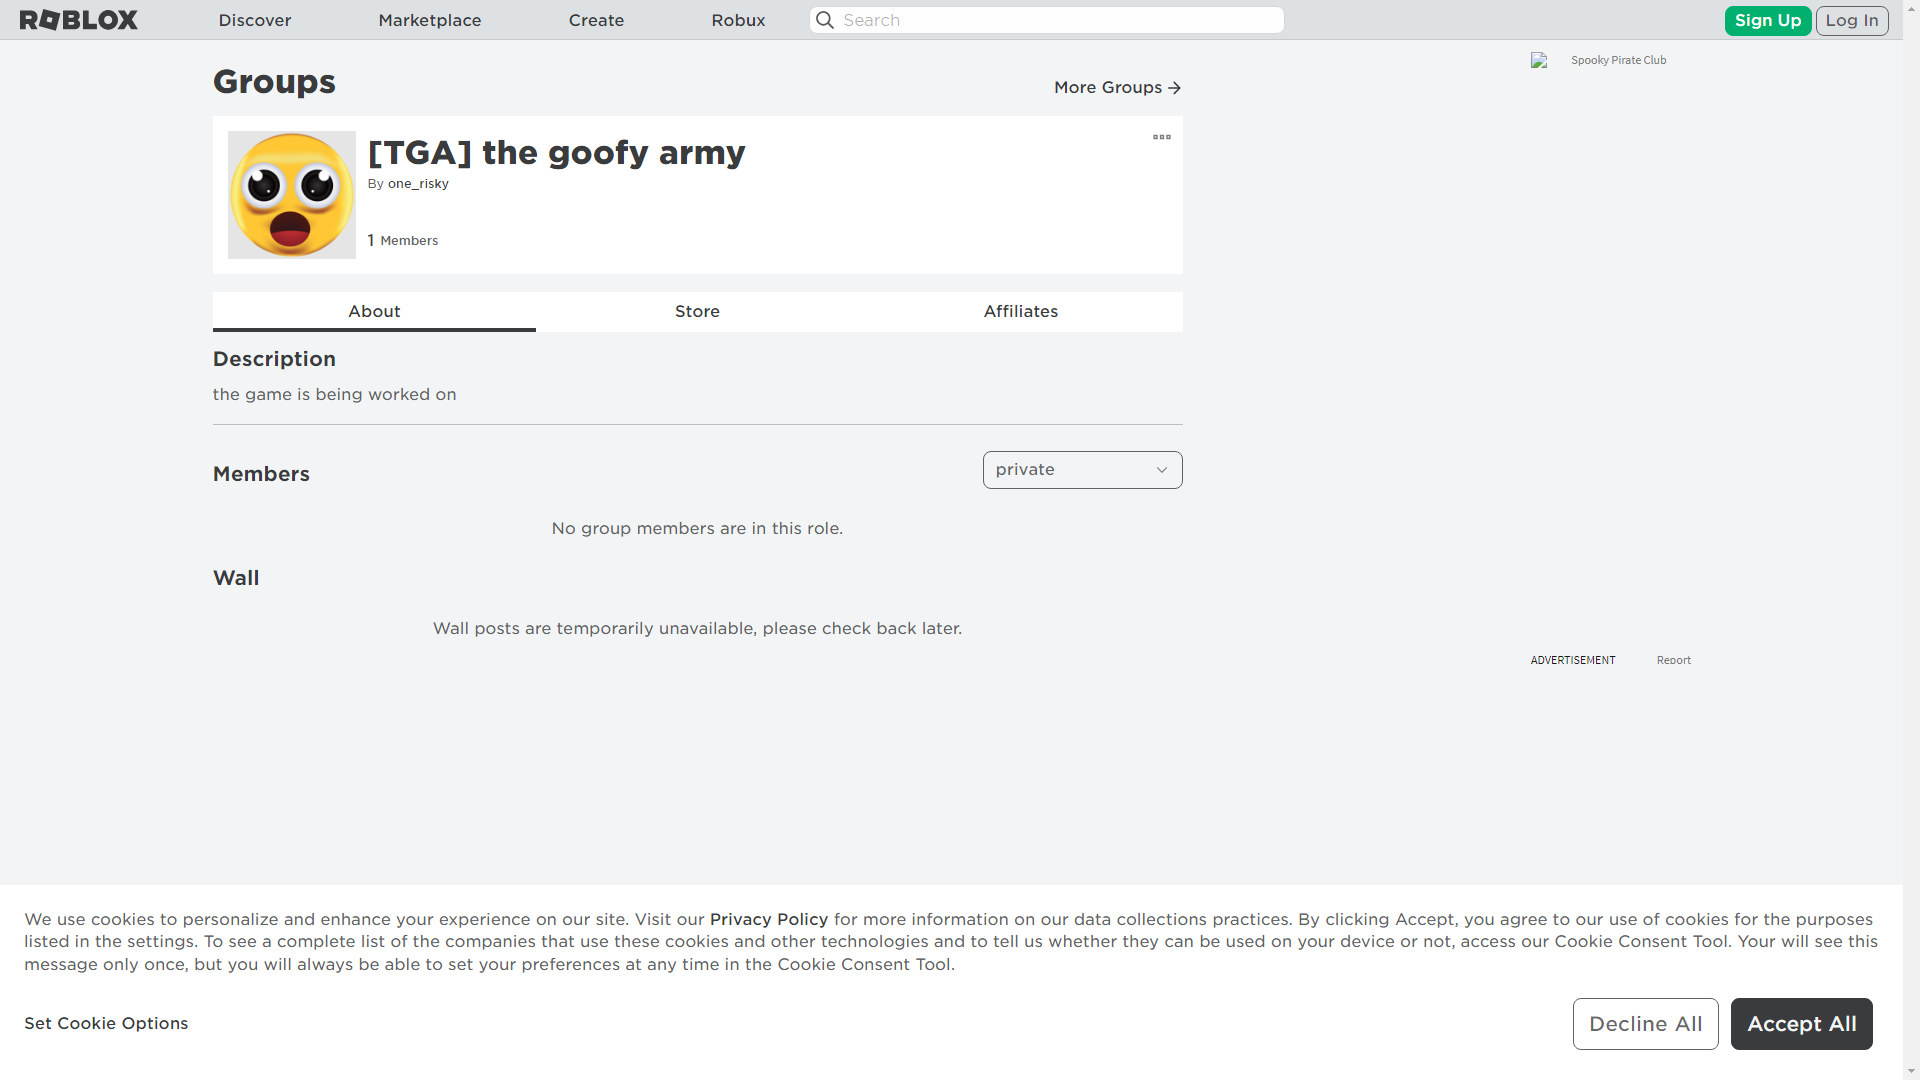 ROBLOX
Discover
Marketplace
Create
Robux
Search
Sign Up
Log In
Groups
More Groups
Spooky Pirate Club
[TGA] the goofy army
By one_risky
1 Members
About
Store
Affiliates
Description
the game is being worked on
Members
private
No group members are in this role.
Wall
Wall posts are temporarily unavailable, please check back later.
ADVERTISEMENT
Report
We use cookies to personalize and enhance your experience on our site. Visit our Privacy Policy for more information on our data collections practices. By clicking Accept, you agree to our use of cookies for the purposes
listed in the settings. To see a complete list of the companies that use these cookies and other technologies and to tell us whether they can be used on your device or not, access our Cookie Consent Tool. Your will see this
message only once, but you will always be able to set your preferences at any time in the Cookie Consent Tool.
Set Cookie Options
Decline All
Accept All